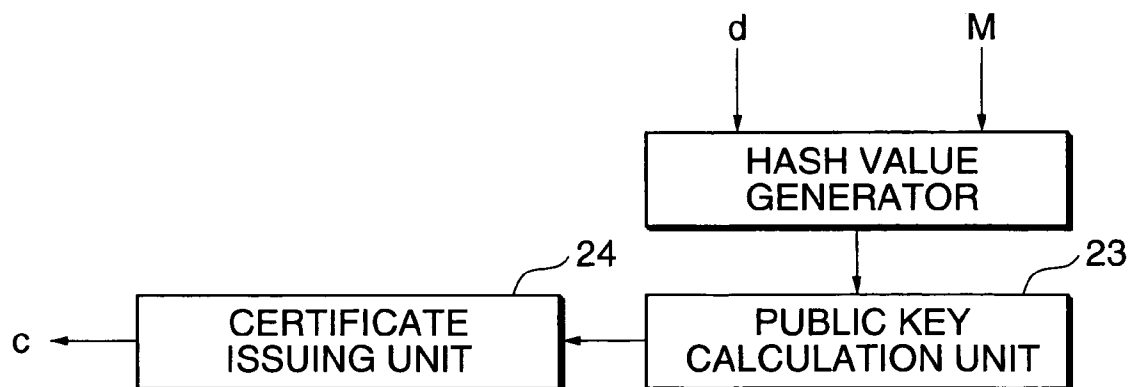 d
M
HASH VALUE
GENERATOR
24
23
CERTIFICATE
ISSUING UNIT
PUBLIC KEY
CALCULATION UNIT
c